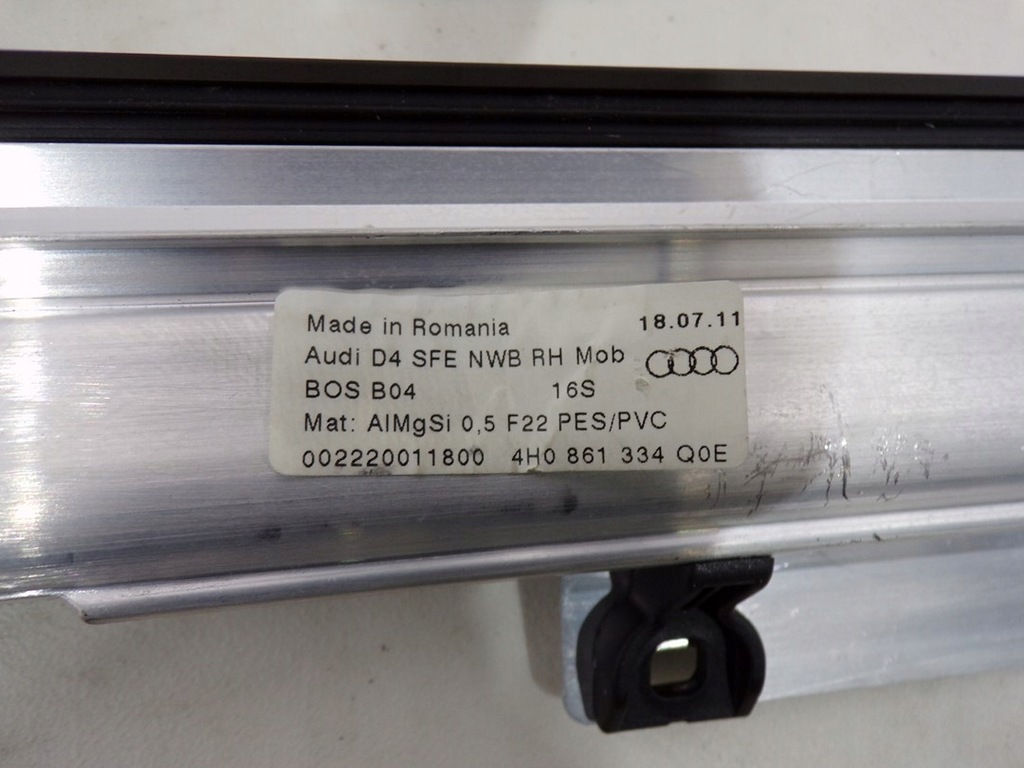 Made in Romania 18.07.11
Audi D4 SFE NWB RH Mob
BOS B04 16S
Mat: AlMgSi 0,5 F22 PES/PVC
002220011800 4H0 861 334 Q0E